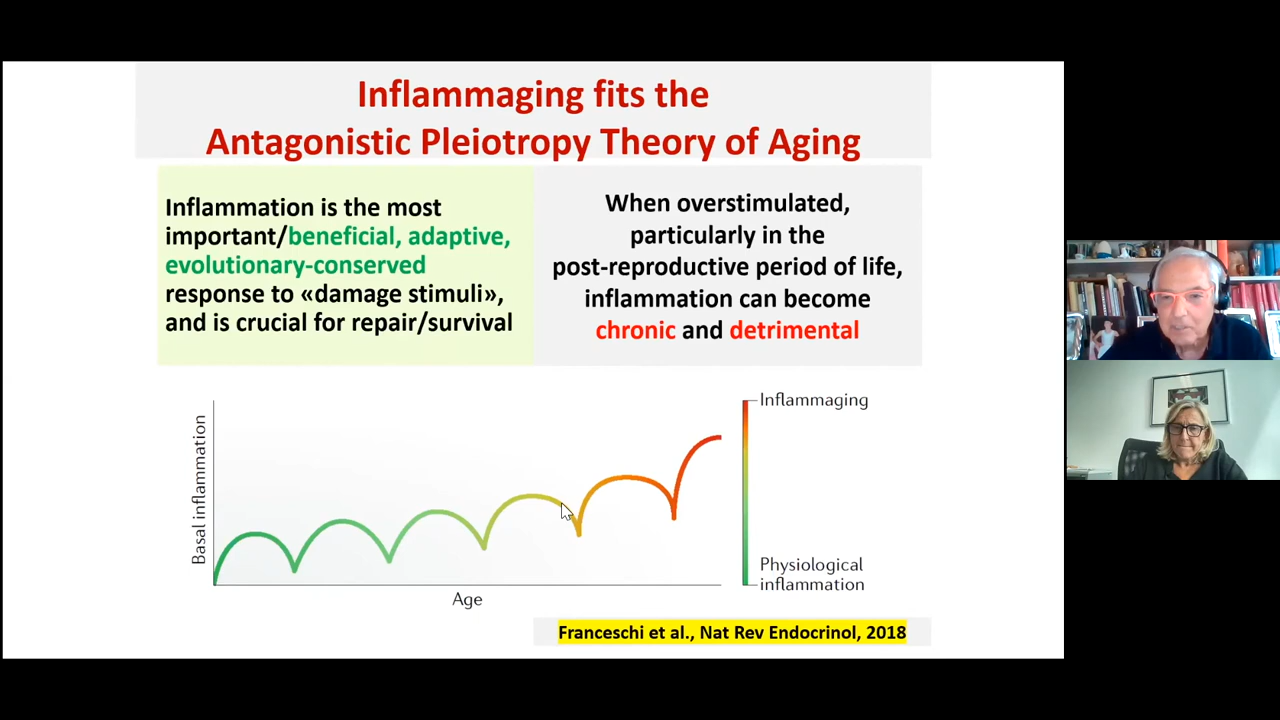 Inflammaging fits the
Antagonistic Pleiotropy Theory of Aging
Inflammation is the most
important/beneficial, adaptive,
evolutionary-conserved
response to «damage stimuli»,
and is crucial for repair/survival
When overstimulated,
particularly in the
post-reproductive period of life,
inflammation can become
chronic and detrimental
Basal inflammation
Age
Inflammaging
Physiological
inflammation
Franceschi et al., Nat Rev Endocrinol, 2018